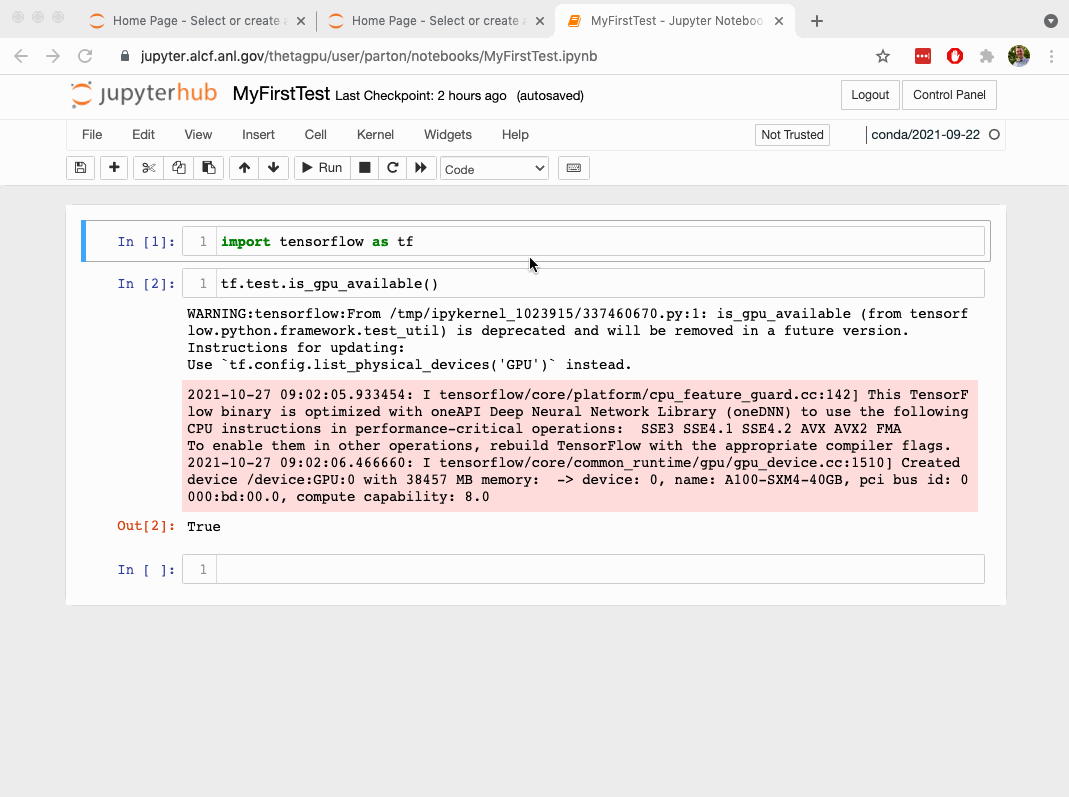 Home Page - Select or create a
Home Page - Select or create a
MyFirstTest - Jupyter Noteboo
jupyter.alcf.anl.gov/thetagpu/user/parton/notebooks/MyFirstTest.ipynb
jupyterhub MyFirstTest Last Checkpoint: 2 hours ago (autosaved)
Logout
Control Panel
File Edit View Insert Cell Kernel Widgets Help
Not Trusted
conda/2021-09-22
Run
Code
In [1]: 1 import tensorflow as tf
In [2]: 1 tf.test.is_gpu_available()
WARNING:tensorflow:From /tmp/ipykernel_1023915/337460670.py:1: is_gpu_available (from tensorf
low.python.framework.test_util) is deprecated and will be removed in a future version.
Instructions for updating:
Use `tf.config.list_physical_devices('GPU')` instead.
2021-10-27 09:02:05.933454: I tensorflow/core/platform/cpu_feature_guard.cc:142] This TensorF
low binary is optimized with oneAPI Deep Neural Network Library (oneDNN) to use the following
CPU instructions in performance-critical operations:  SSE3 SSE4.1 SSE4.2 AVX AVX2 FMA
To enable them in other operations, rebuild TensorFlow with the appropriate compiler flags.
2021-10-27 09:02:06.466660: I tensorflow/core/common_runtime/gpu/gpu_device.cc:1510] Created
device /device:GPU:0 with 38457 MB memory:  -> device: 0, name: A100-SXM4-40GB, pci bus id: 0
000:bd:00.0, compute capability: 8.0
Out[2]: True
In [ ]: 1